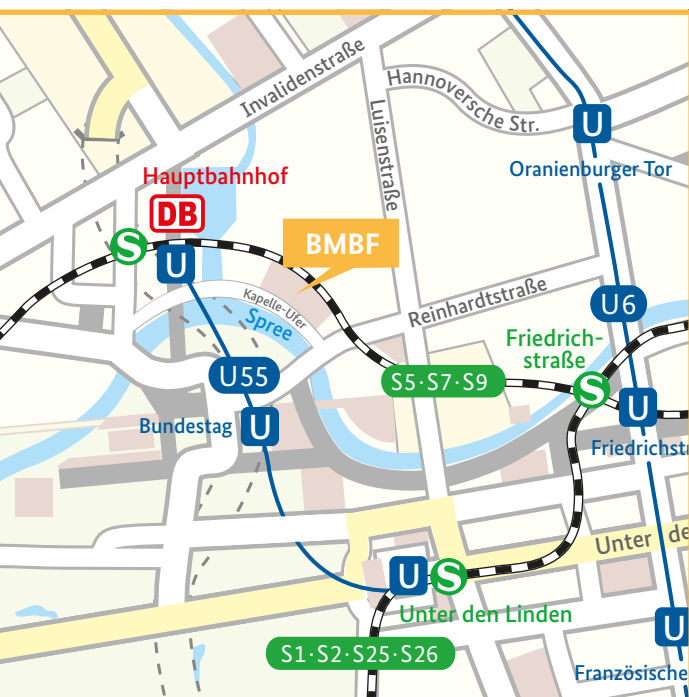 Invalidenstraße
Hannoversche Str.
Luisenstraße
U
Oranienburger Tor
Hauptbahnhof
DB
S
U
BMBF
Kapelle-Ufer
Spree
Reinhardtstraße
U6
Friedrich-
straße
S
U55
S5·S7·S9
U
Bundestag
U
Unter
U
S
Unter den Linden
U
S1·S2·S25·S26
Französische